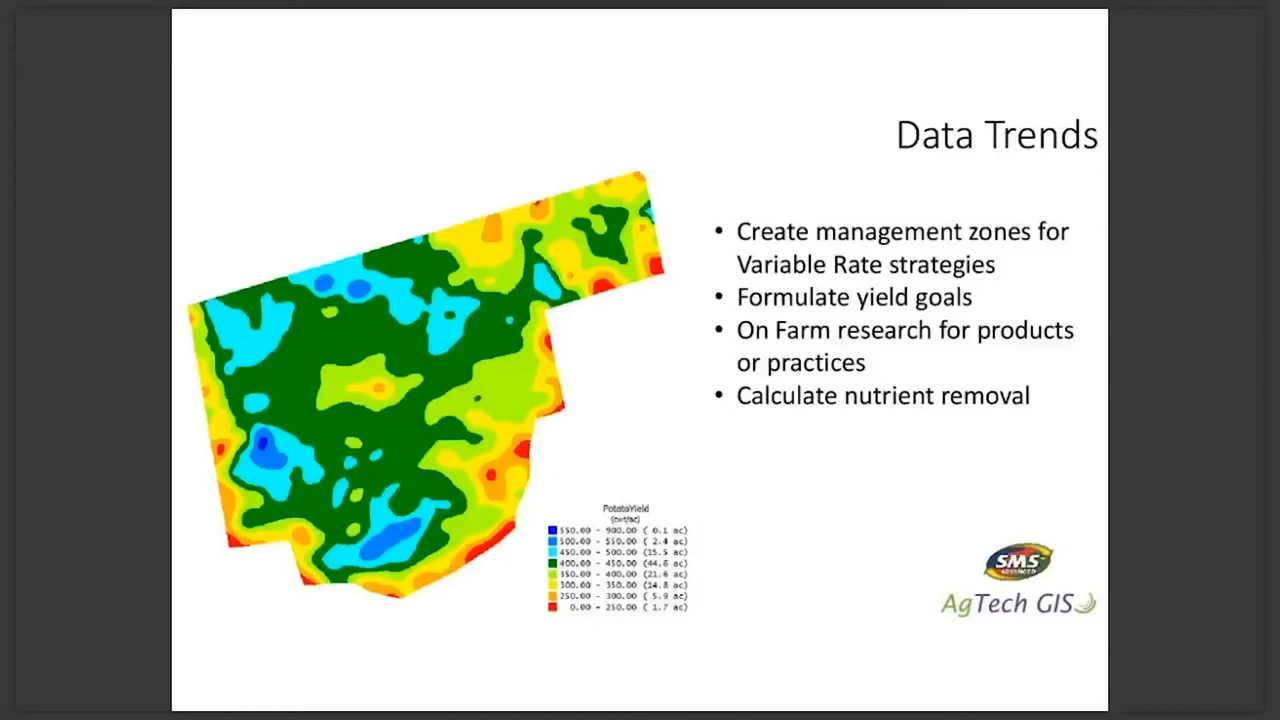 Data Trends
• Create management zones for
Variable Rate strategies
• Formulate yield goals
• On Farm research for products
or practices
• Calculate nutrient removal
PotatoYield
(cwt/ac)
550.00 - 900.00 ( 0.1 ac)
500.00 - 550.00 ( 2.4 ac)
450.00 - 500.00 (15.5 ac)
400.00 - 450.00 (44.6 ac)
350.00 - 400.00 (21.6 ac)
300.00 - 350.00 (14.8 ac)
250.00 - 300.00 ( 5.9 ac)
0.00 - 250.00 ( 1.7 ac)
SMS
ADVANCED
AgTech GIS